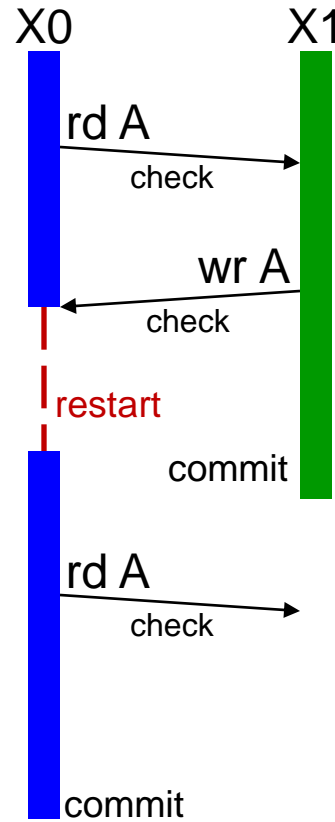 X0 X1
rd A
check
wr A
check
restart
commit
rd A
check
commit